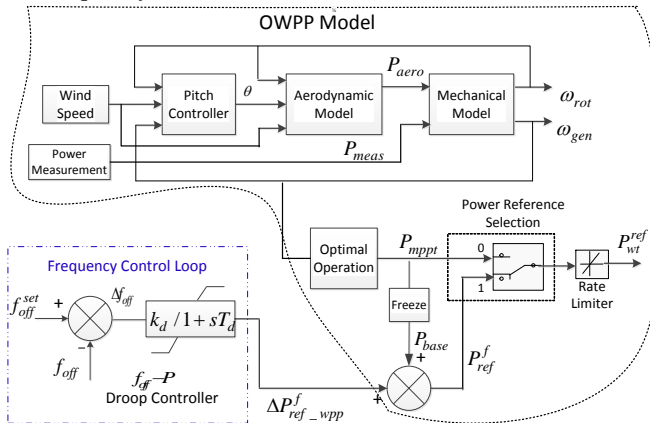 OWPP Model
P_aero
Wind Speed
Pitch Controller
θ
Aerodynamic Model
Mechanical Model
ω_rot
ω_gen
Power Measurement
P_meas
Power Reference Selection
Optimal Operation
P_mppt
0
1
P_wt^ref
Rate Limiter
Frequency Control Loop
Freeze
f_off^set
+
Δf_off
k_d / 1 + sT_d
P_base
+
P_ref^f
−
f_off
f_off–P
Droop Controller
ΔP_ref_wpp^f
+